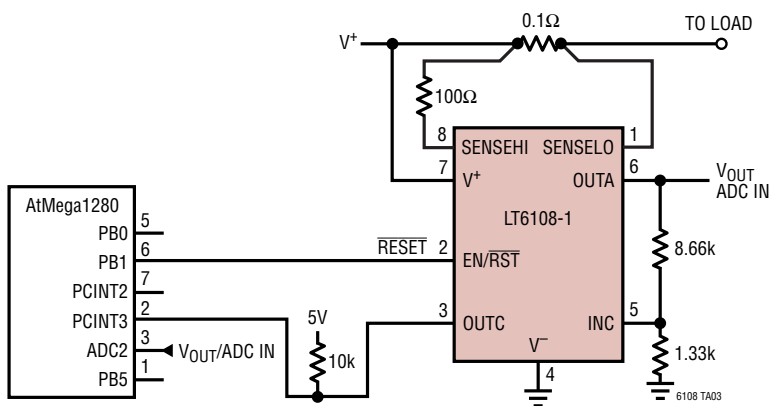 0.1Ω
TO LOAD
V+
100Ω
8
SENSEHI
SENSELO
1
7
V+
OUTA
6
VOUT
ADC IN
LT6108-1
8.66k
AtMega1280
PB0
5
PB1
6
RESET
2
EN/RST
PCINT2
7
PCINT3
2
3
OUTC
INC
5
ADC2
3
VOUT/ADC IN
5V
10k
V–
4
1.33k
PB5
1
6108 TA03